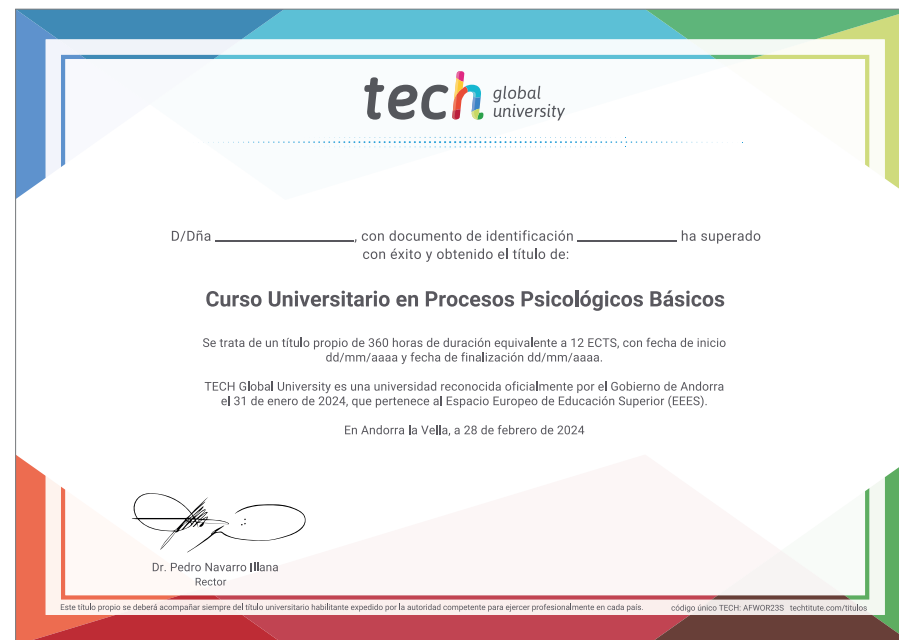 tech global
university
D/Dña ________________, con documento de identificación ____________ ha superado
con éxito y obtenido el título de:
Curso Universitario en Procesos Psicológicos Básicos
Se trata de un título propio de 360 horas de duración equivalente a 12 ECTS, con fecha de inicio
dd/mm/aaaa y fecha de finalización dd/mm/aaaa.
TECH Global University es una universidad reconocida oficialmente por el Gobierno de Andorra
el 31 de enero de 2024, que pertenece al Espacio Europeo de Educación Superior (EEES).
En Andorra la Vella, a 28 de febrero de 2024
Dr. Pedro Navarro Illana
Rector
Este título propio se deberá acompañar siempre del título universitario habilitante expedido por la autoridad competente para ejercer profesionalmente en cada país. código único TECH: AFWOR23S techtitute.com/titulos